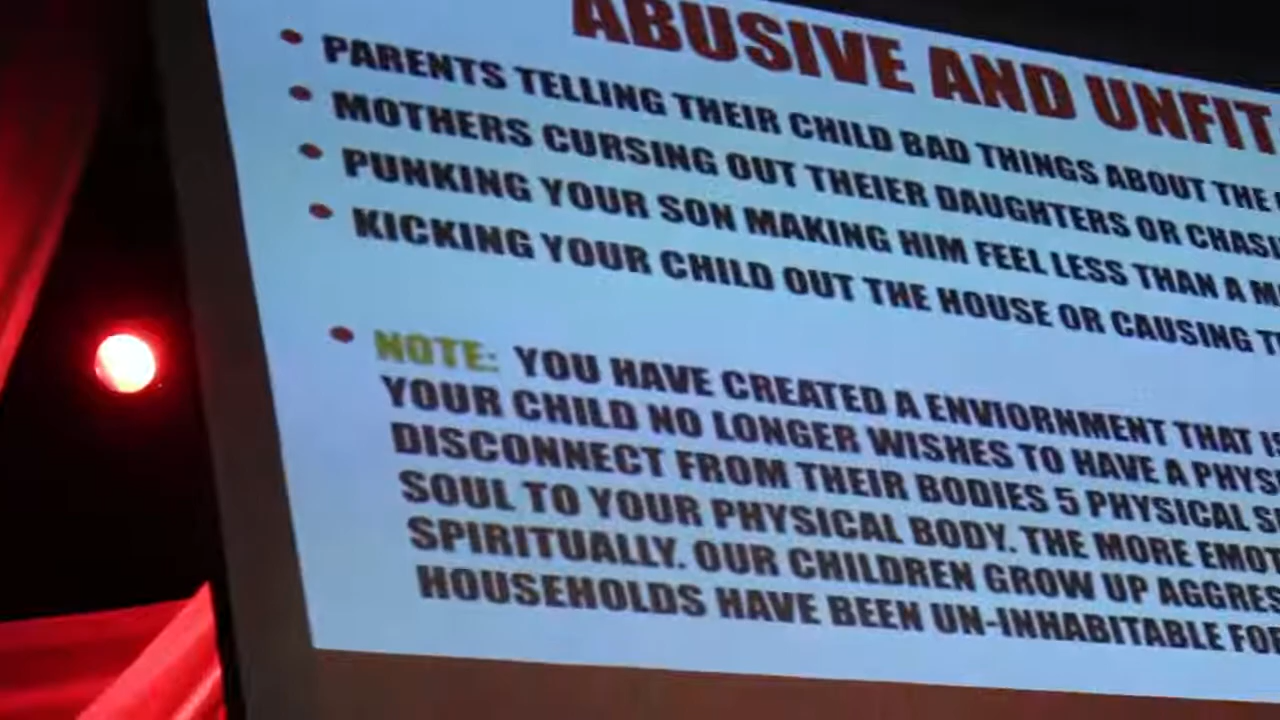 ABUSIVE AND UNFIT
• PARENTS TELLING THEIR CHILD BAD THINGS ABOUT THE
• MOTHERS CURSING OUT THEIER DAUGHTERS OR
• PUNKING YOUR SON MAKING HIM FEEL LESS THAN A
• KICKING YOUR CHILD OUT THE HOUSE OR CAUSING
• NOTE: YOU HAVE CREATED A ENVIORNMENT THAT
YOUR CHILD NO LONGER WISHES TO HAVE A
DISCONNECT FROM THEIR BODIES 5 PHYSICAL
SOUL TO YOUR PHYSICAL BODY. THE MORE
SPIRITUALLY. OUR CHILDREN GROW UP
HOUSEHOLDS HAVE BEEN UN-INHABITABLE